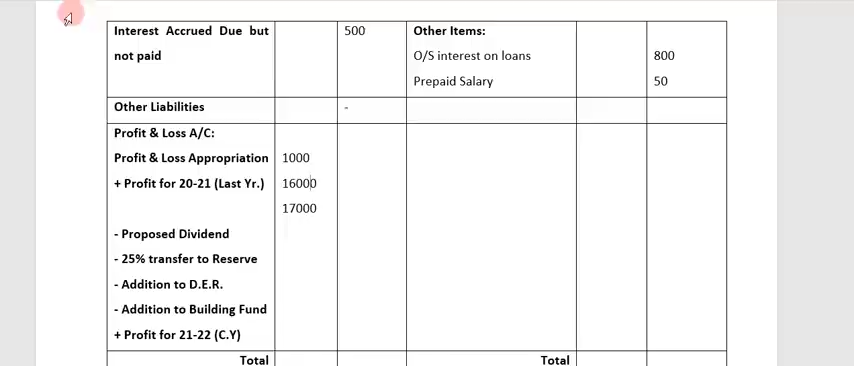 Interest Accrued Due but 500 Other Items:
not paid O/S interest on loans 800
Prepaid Salary 50
Other Liabilities -
Profit & Loss A/C:
Profit & Loss Appropriation 1000
+ Profit for 20-21 (Last Yr.) 16000
17000
- Proposed Dividend
- 25% transfer to Reserve
- Addition to D.E.R.
- Addition to Building Fund
+ Profit for 21-22 (C.Y)
Total Total